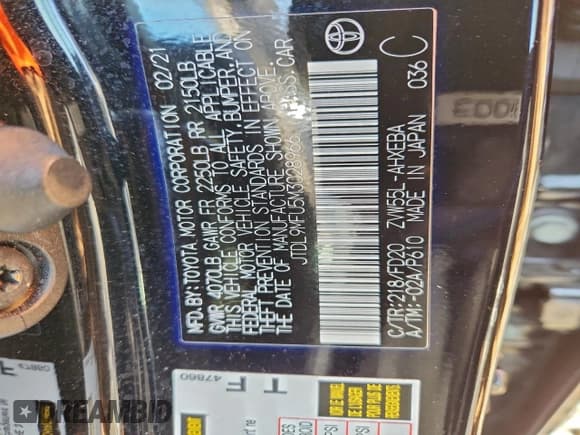 MFD. BY: TOYOTA MOTOR CORPORATION 02/21
GVWR 4070LB GAWR FR 2250LB RR 2150LB
THIS VEHICLE CONFORMS TO ALL APPLICABLE
FEDERAL MOTOR VEHICLE SAFETY, BUMPER, AND
THEFT PREVENTION STANDARDS IN EFFECT ON
THE DATE OF MANUFACTURE SHOWN ABOVE.
PASS. CAR
C/TR:218/FD20 ZVW55L-AHXEBA
A/TM:-02A/P610 MADE IN JAPAN 036 C
47860
DREAMBID